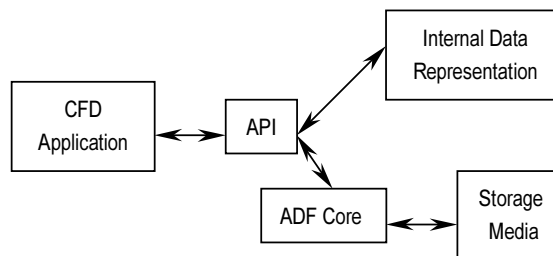 Internal Data
Representation
CFD
Application
API
ADF Core
Storage
Media